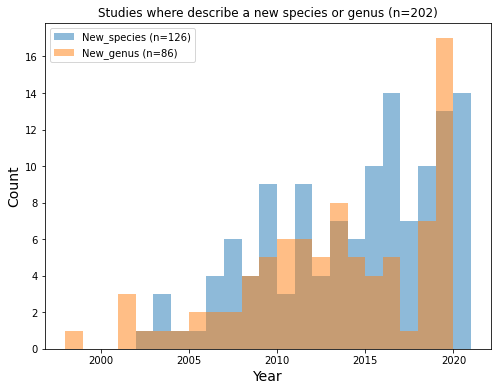 Studies where describe a new species or genus (n=202)
New_species (n=126)
New_genus (n=86)
Count
16
14
12
10
8
6
4
2
0
2000 2005 2010 2015 2020
Year